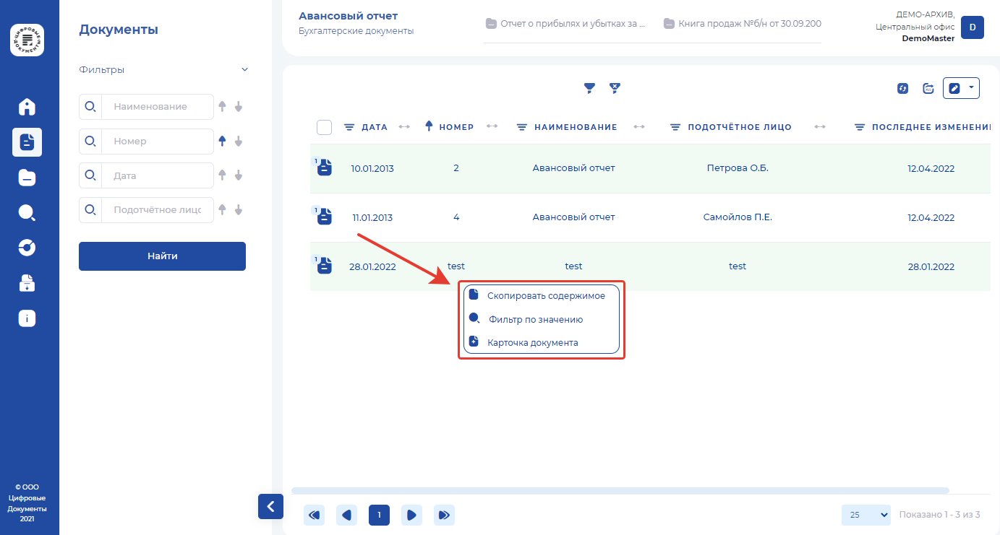 ЦИФРОВЫЕ ДОКУМЕНТЫ
Документы
Фильтры
Наименование
Номер
Дата
Подотчётное лицо
Найти
© ООО
Цифровые
Документы
2021
Авансовый отчет
Бухгалтерские документы
Отчет о прибылях и убытках за ...
Книга продаж №б/н от 30.09.200
ДЕМО-АРХИВ,
Центральный офис
DemoMaster
D
XLS
ДАТА НОМЕР НАИМЕНОВАНИЕ ПОДОТЧЁТНОЕ ЛИЦО ПОСЛЕДНЕЕ ИЗМЕНЕНИ
1 10.01.2013 2 Авансовый отчет Петрова О.Б. 12.04.2022
1 11.01.2013 4 Авансовый отчет Самойлов П.Е. 12.04.2022
1 28.01.2022 test test test 28.01.2022
Скопировать содержимое
Фильтр по значению
Карточка документа
1
25 Показано 1 - 3 из 3